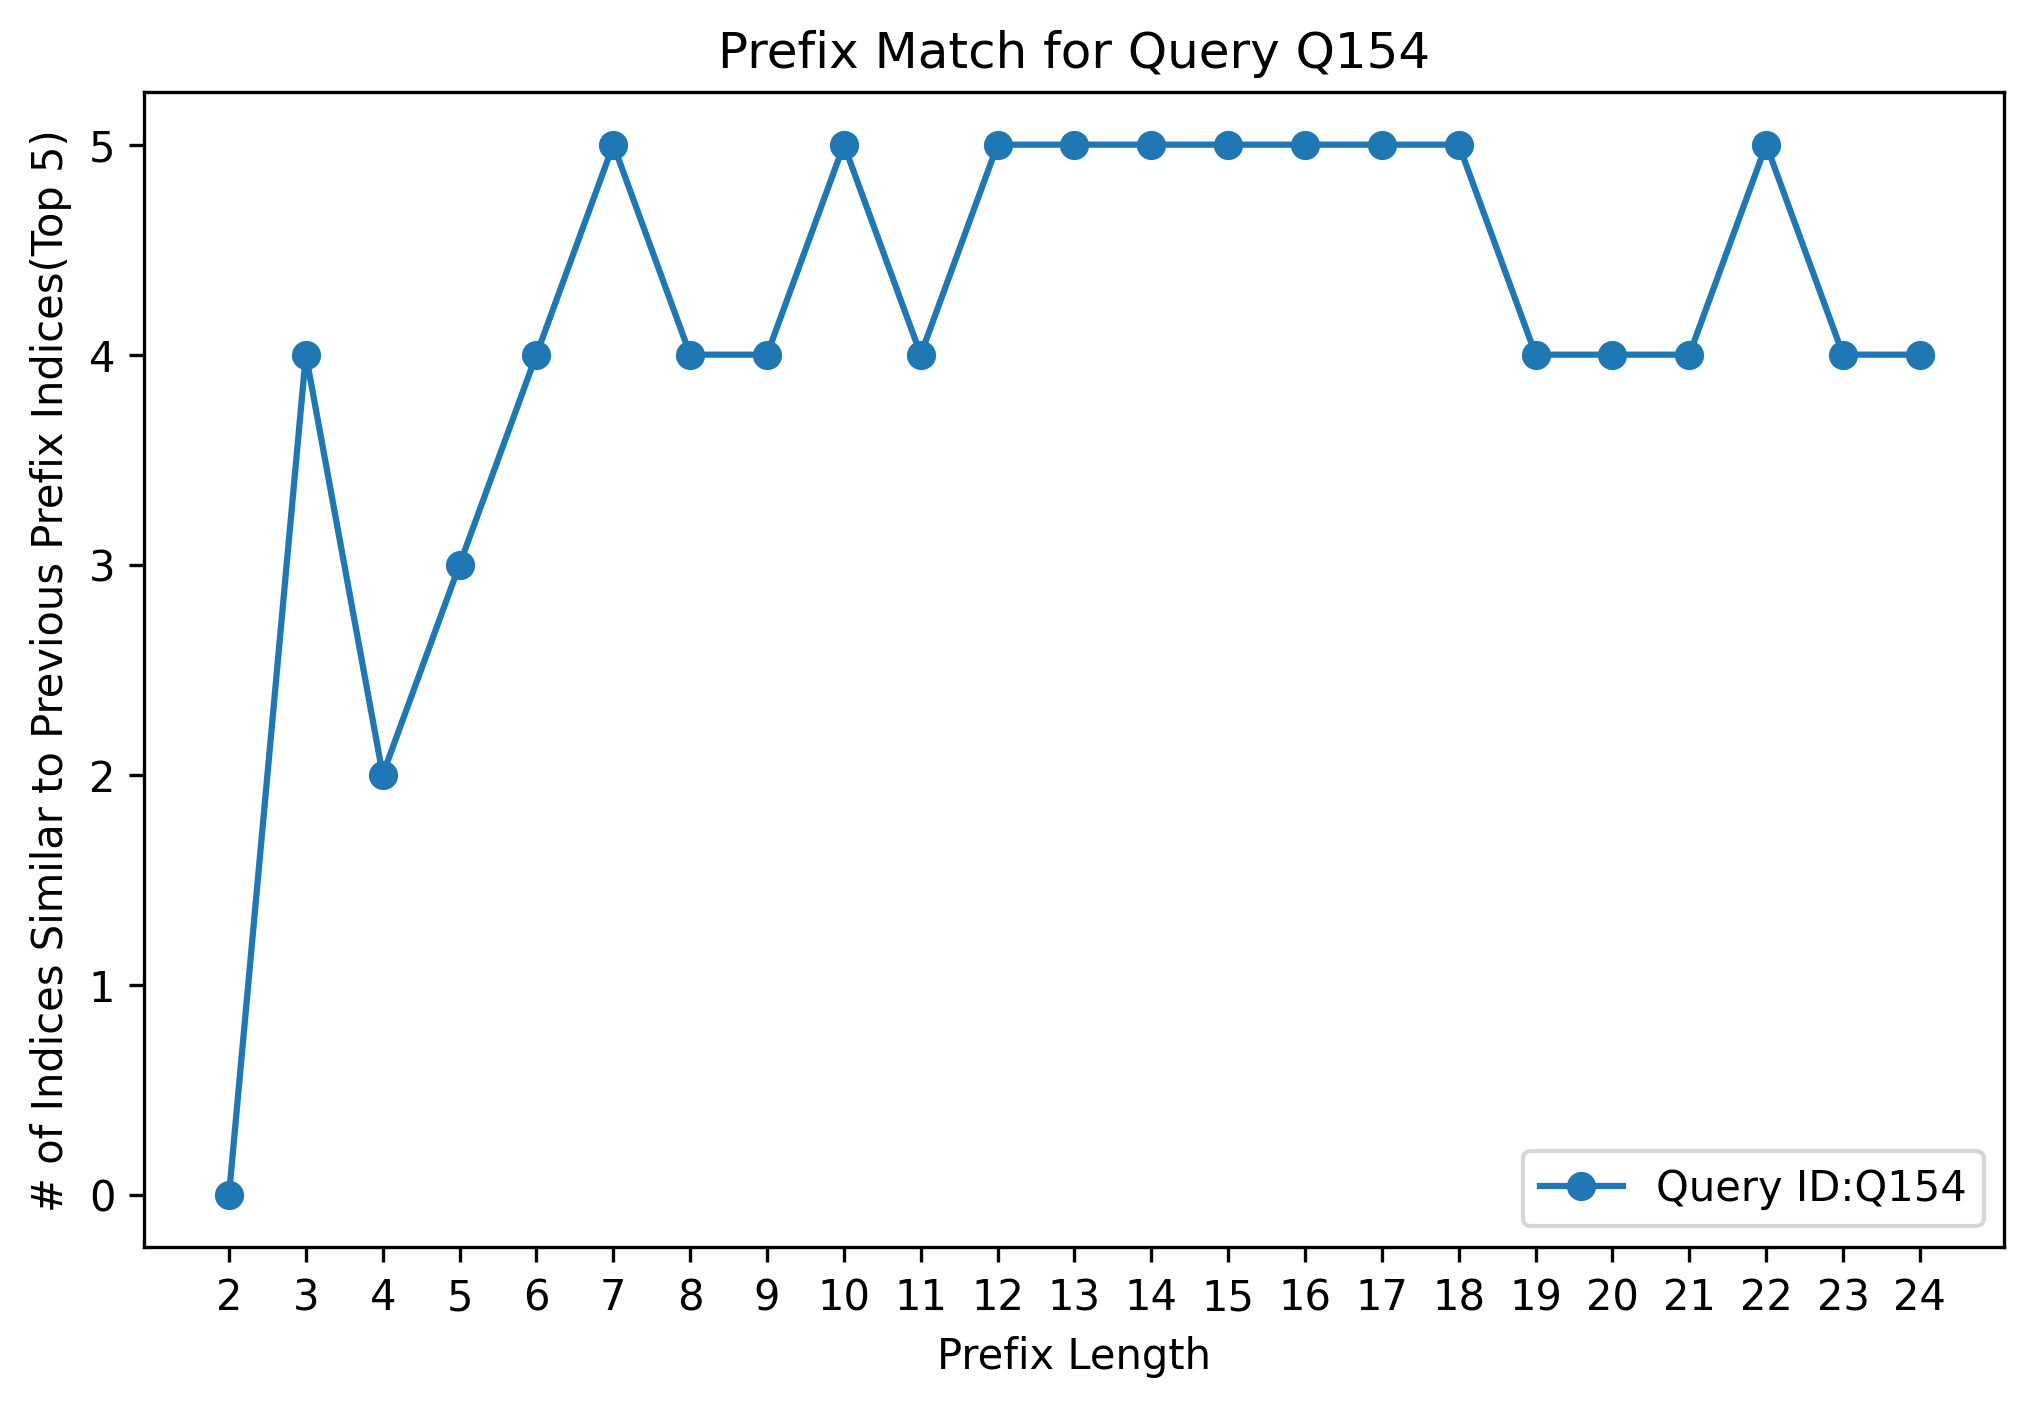 Prefix Match for Query Q154
# of Indices Similar to Previous Prefix Indices(Top 5)
5
4
3
2
1
0
Query ID:Q154
2 3 4 5 6 7 8 9 10 11 12 13 14 15 16 17 18 19 20 21 22 23 24
Prefix Length